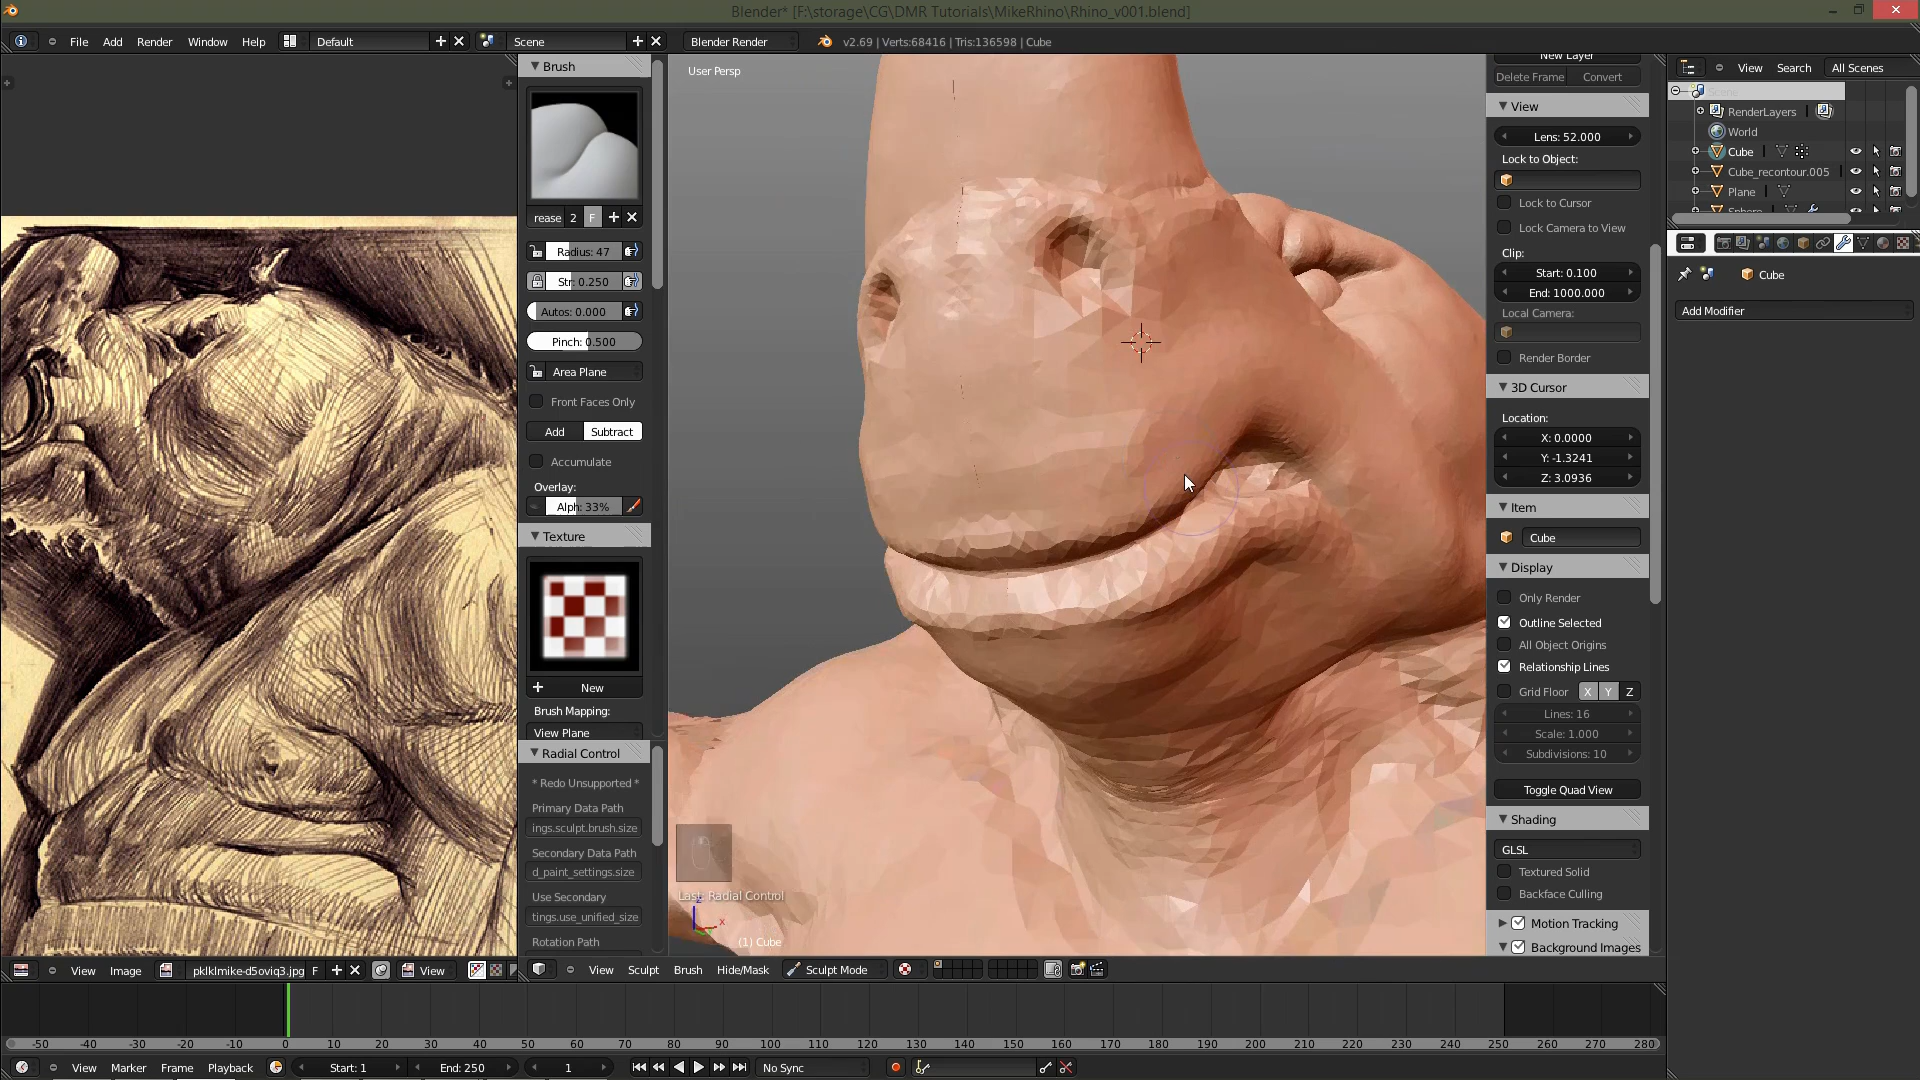 Blender* [F:\storage\CG\DMR Tutorials\MikeRhino\Rhino_v001.blend]
File Add Render Window Help Default Scene Blender Render v2.69 | Verts:68416 | Tris:136598 | Cube
Brush
rease 2 F
Radius: 47
Str: 0.250
Autos: 0.000
Pinch: 0.500
Area Plane
Front Faces Only
Add Subtract
Accumulate
Overlay:
Alph: 33%
Texture
New
Brush Mapping:
View Plane
Radial Control
* Redo Unsupported *
Primary Data Path
ings.sculpt.brush.size
Secondary Data Path
d_paint_settings.size
Use Secondary
tings.use_unified_size
Rotation Path
User Persp
Last: Radial Control
x
(1) Cube
New Layer
Delete Frame Convert
View
Lens: 52.000
Lock to Object:
Lock to Cursor
Lock Camera to View
Clip:
Start: 0.100
End: 1000.000
Local Camera:
Render Border
3D Cursor
Location:
X: 0.0000
Y: -1.3241
Z: 3.0936
Item
Cube
Display
Only Render
Outline Selected
All Object Origins
Relationship Lines
Grid Floor X Y Z
Lines: 16
Scale: 1.000
Subdivisions: 10
Toggle Quad View
Shading
GLSL
Textured Solid
Backface Culling
Motion Tracking
Background Images
View Search All Scenes
Scene
RenderLayers
World
Cube
Cube_recontour.005
Plane
Sphere
Cube
Add Modifier
View Image pklklmike-d5oviq3.jpg F View
View Sculpt Brush Hide/Mask Sculpt Mode
-50 -40 -30 -20 -10 0 10 20 30 40 50 60 70 80 90 100 110 120 130 140 150 160 170 180 190 200 210 220 230 240 250 260 270 280
View Marker Frame Playback Start: 1 End: 250 1 No Sync